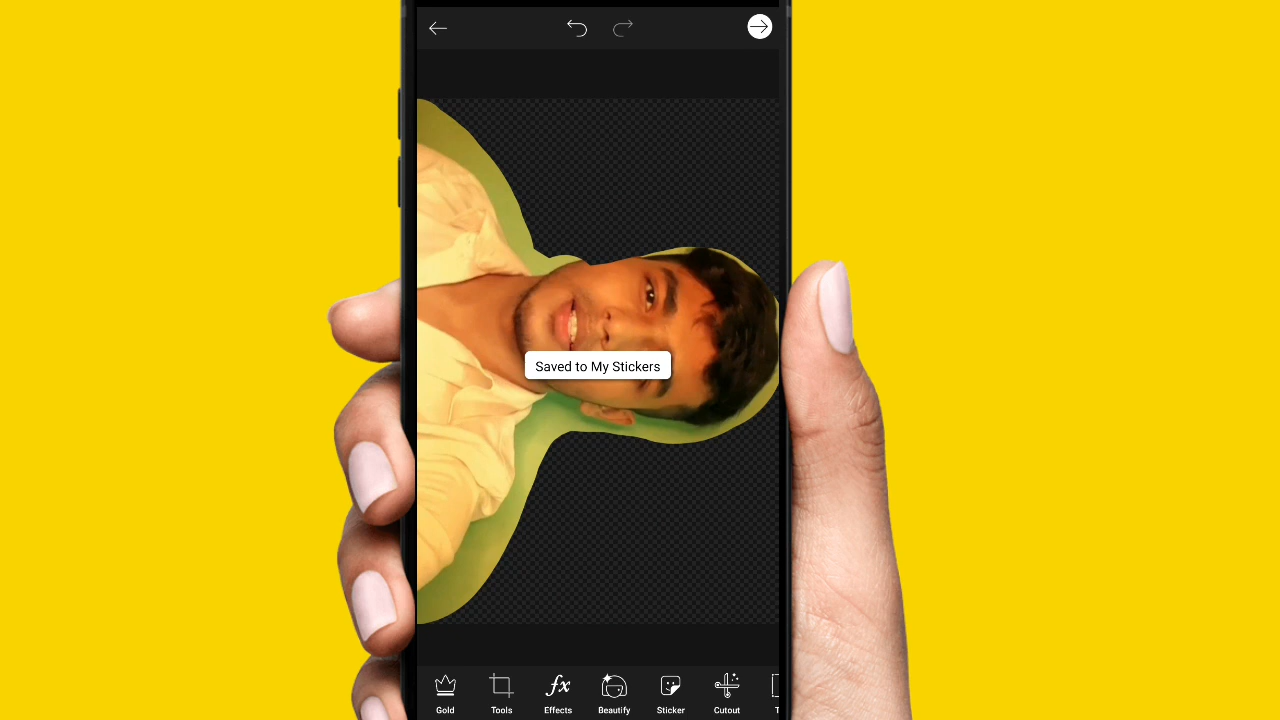 Saved to My Stickers
Gold
Tools
Effects
Beautify
Sticker
Cutout